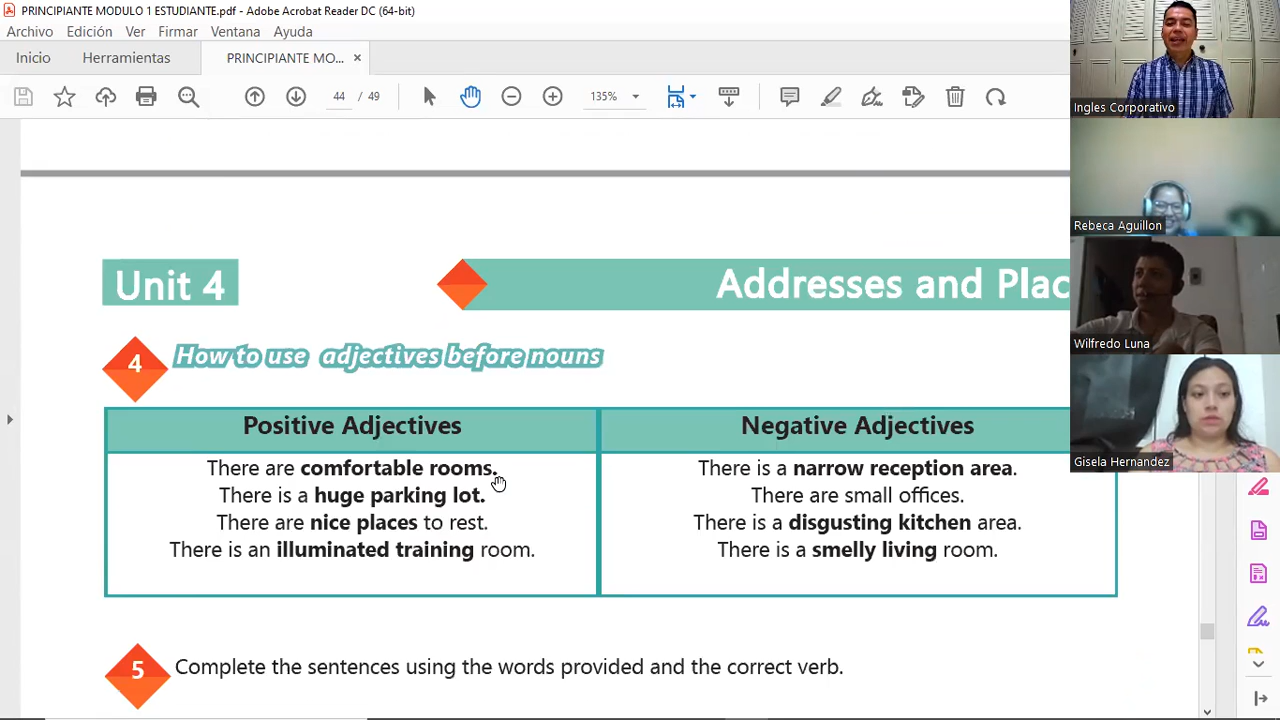 PRINCIPIANTE MODULO 1 ESTUDIANTE.pdf - Adobe Acrobat Reader DC (64-bit)
Archivo Edición Ver Firmar Ventana Ayuda
Inicio Herramientas PRINCIPIANTE MO... ×
44 / 49 135%
Ingles Corporativo
Rebeca Aguillon
Wilfredo Luna
Gisela Hernandez
Unit 4
Addresses and Plac
4 How to use adjectives before nouns
Positive Adjectives
There are comfortable rooms.
There is a huge parking lot.
There are nice places to rest.
There is an illuminated training room.
Negative Adjectives
There is a narrow reception area.
There are small offices.
There is a disgusting kitchen area.
There is a smelly living room.
5 Complete the sentences using the words provided and the correct verb.